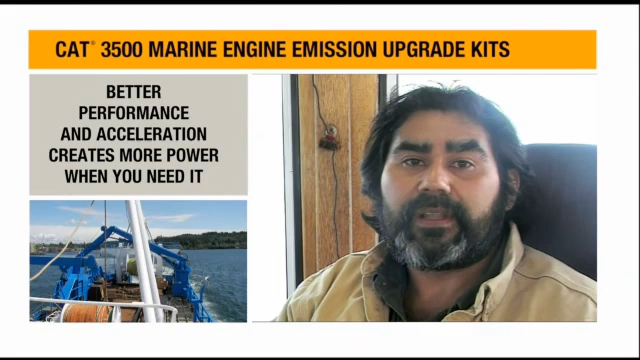 CAT® 3500 MARINE ENGINE EMISSION UPGRADE KITS
BETTER
PERFORMANCE
AND ACCELERATION
CREATES MORE POWER
WHEN YOU NEED IT